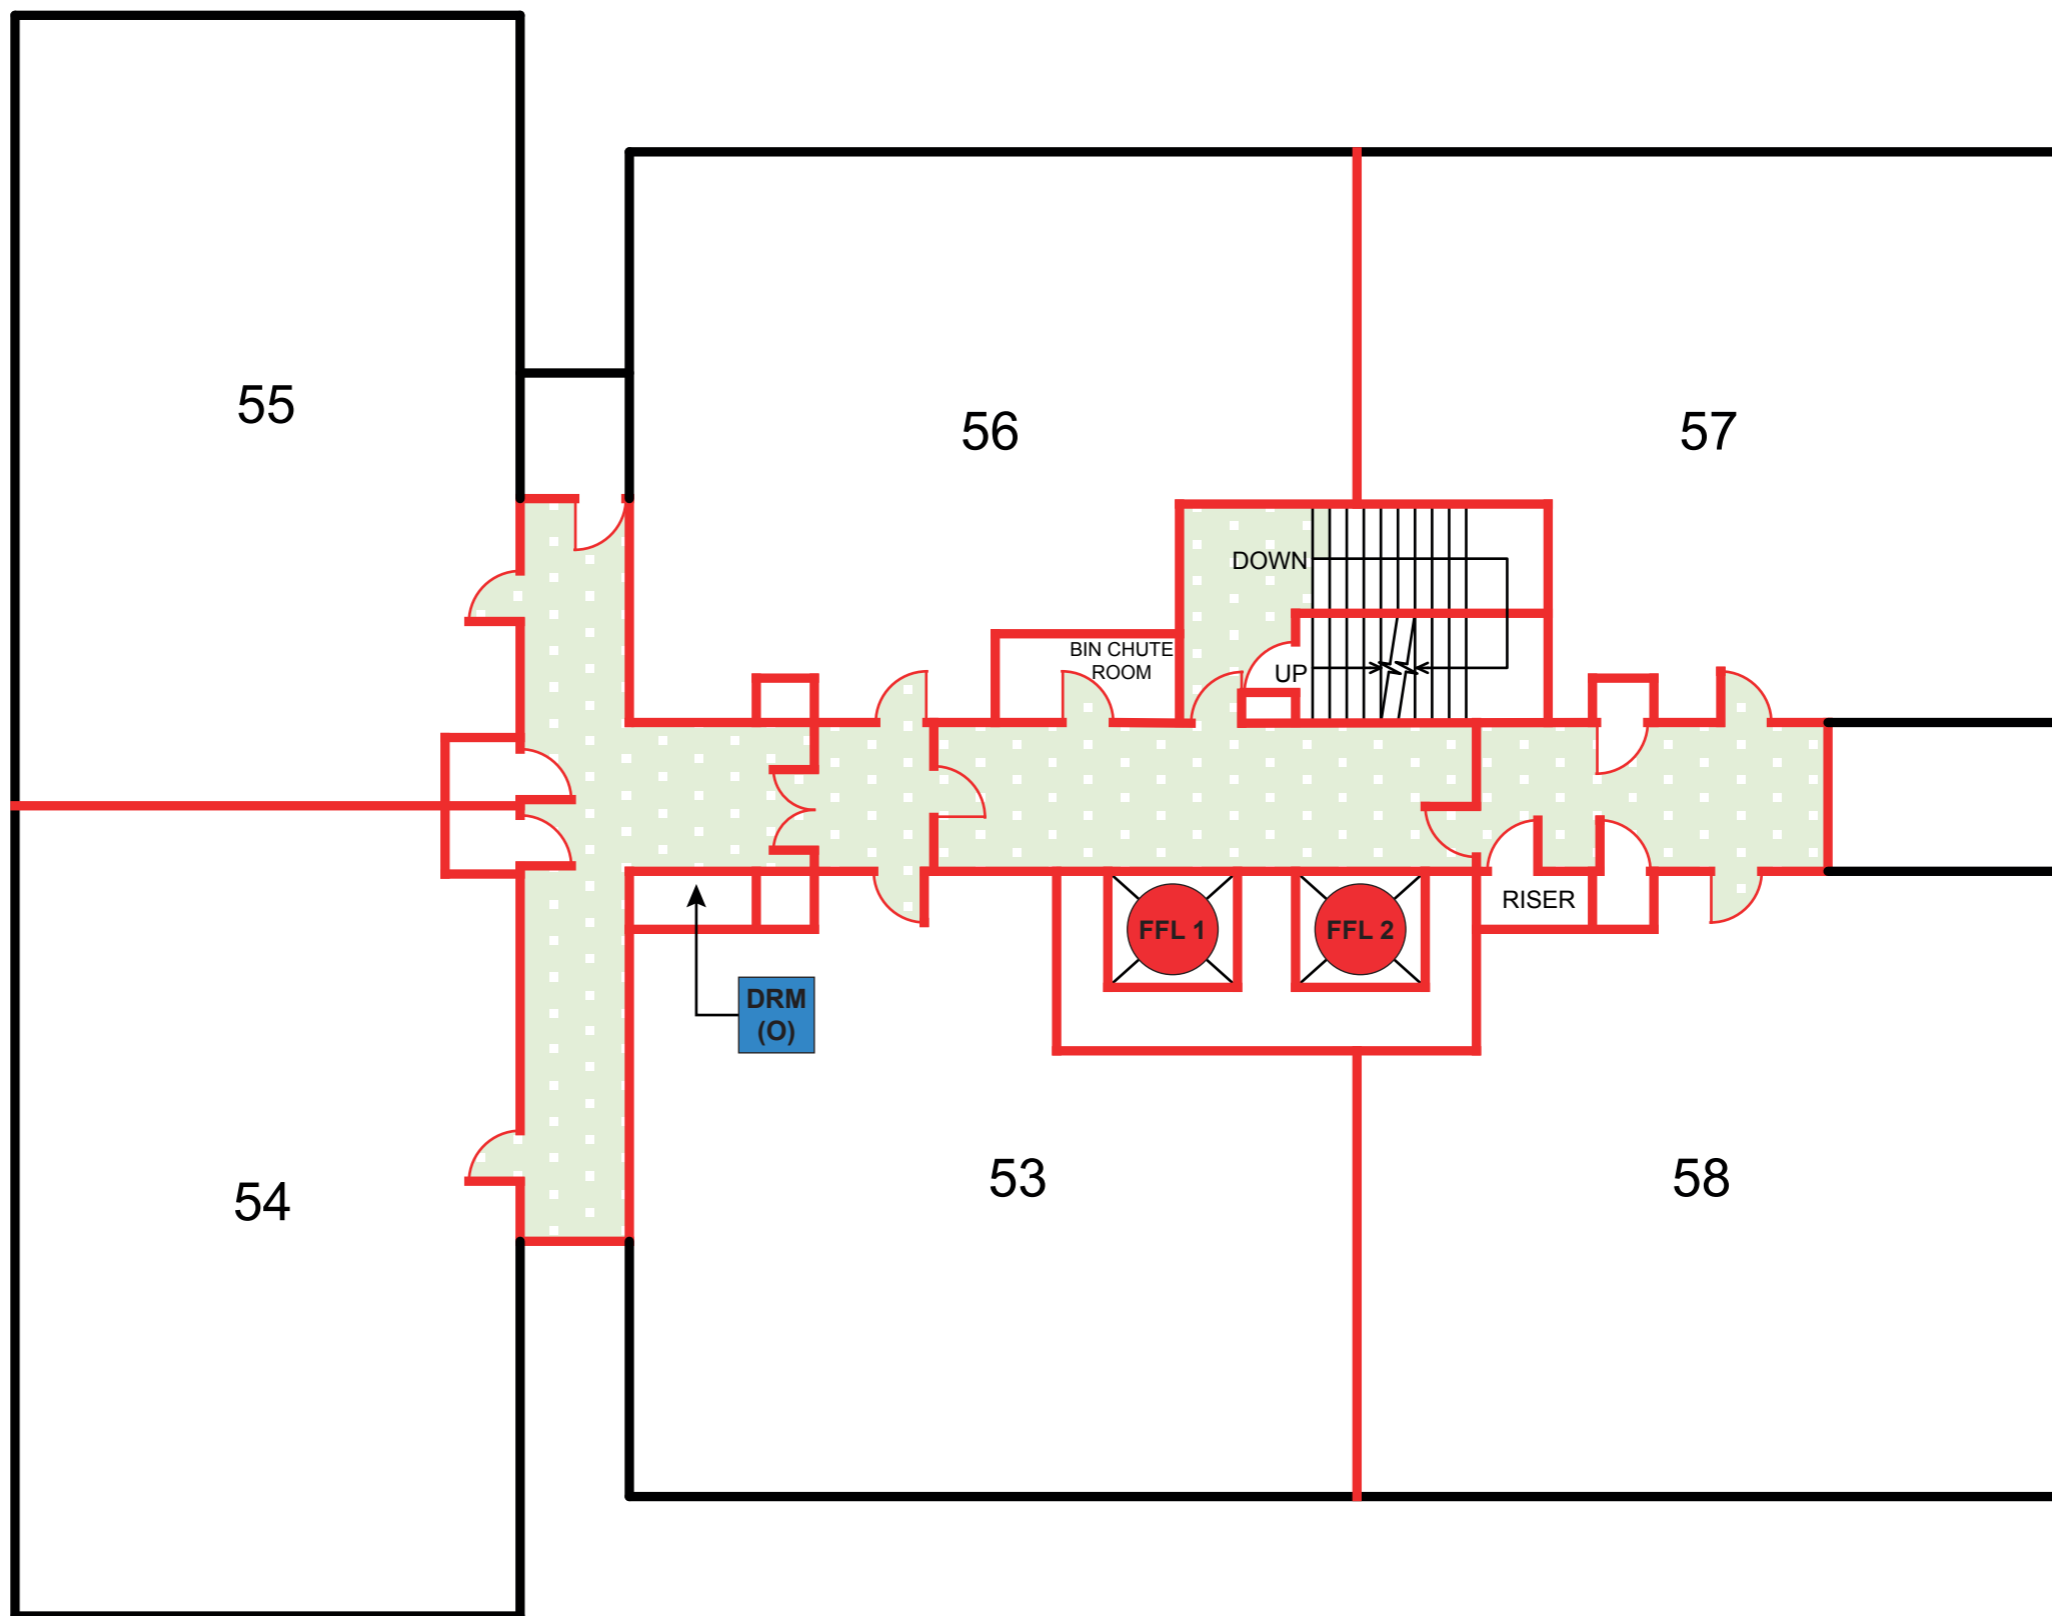 55
56
57
DOWN
BIN CHUTE
ROOM
UP
RISER
FFL 1
FFL 2
DRM
(O)
54
53
58